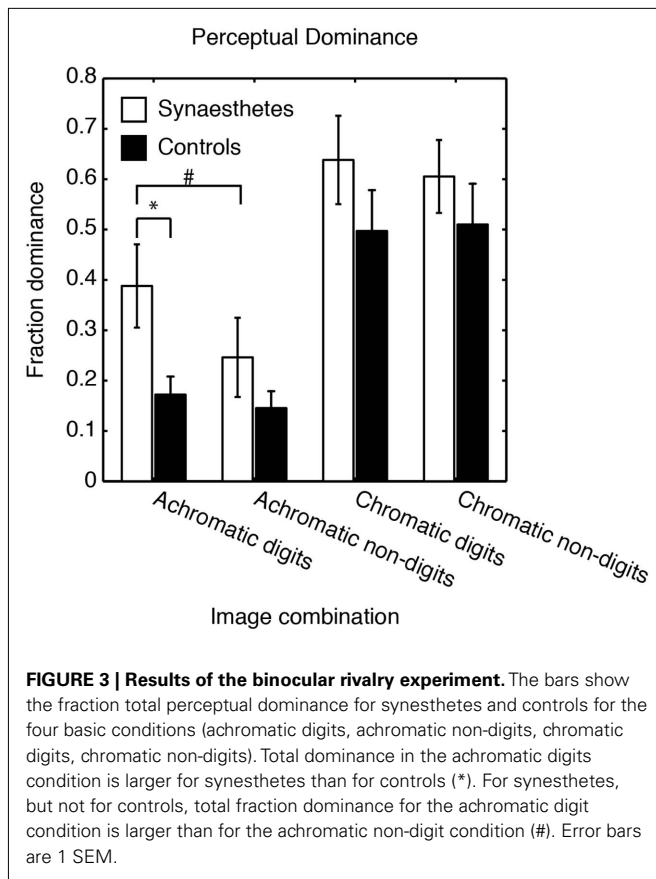 Perceptual Dominance
0.8
0.7
0.6
0.5
0.4
0.3
0.2
0.1
0
Fraction dominance
Synaesthetes
Controls
#
*
Achromatic digits
Achromatic non-digits
Chromatic digits
Chromatic non-digits
Image combination
FIGURE 3 | Results of the binocular rivalry experiment. The bars show
the fraction total perceptual dominance for synesthetes and controls for the
four basic conditions (achromatic digits, achromatic non-digits, chromatic
digits, chromatic non-digits). Total dominance in the achromatic digits
condition is larger for synesthetes than for controls (*). For synesthetes,
but not for controls, total fraction dominance for the achromatic digit
condition is larger than for the achromatic non-digit condition (#). Error bars
are 1 SEM.